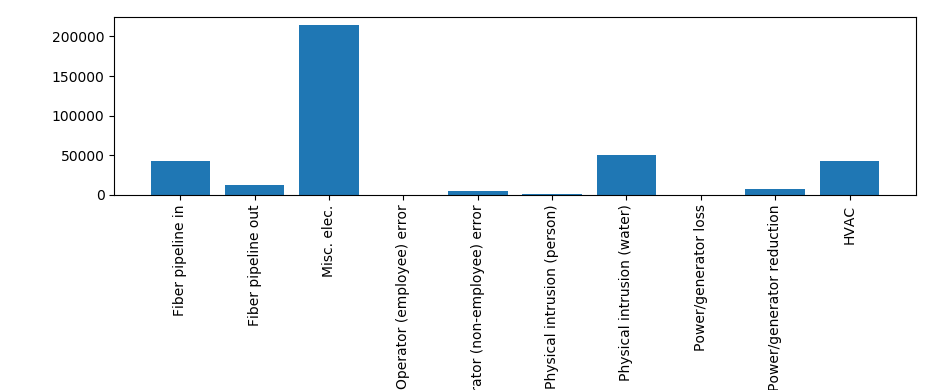 200000
150000
100000
50000
0
Fiber pipeline in
Fiber pipeline out
Misc. elec.
Operator (employee) error
rator (non-employee) error
Physical intrusion (person)
Physical intrusion (water)
Power/generator loss
Power/generator reduction
HVAC